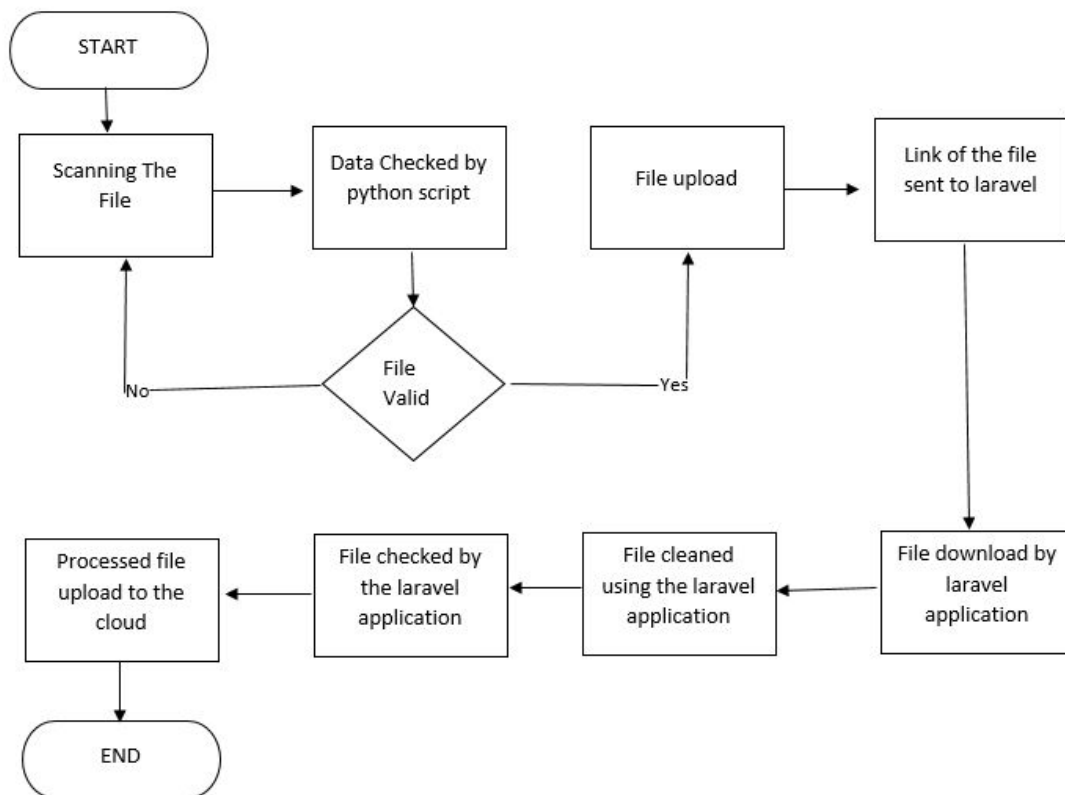 START
Scanning The
File
Data Checked by
python script
File upload
Link of the file
sent to laravel
File
Valid
No
Yes
File download by
laravel
application
File cleaned
using the laravel
application
File checked by
the laravel
application
Processed file
upload to the
cloud
END